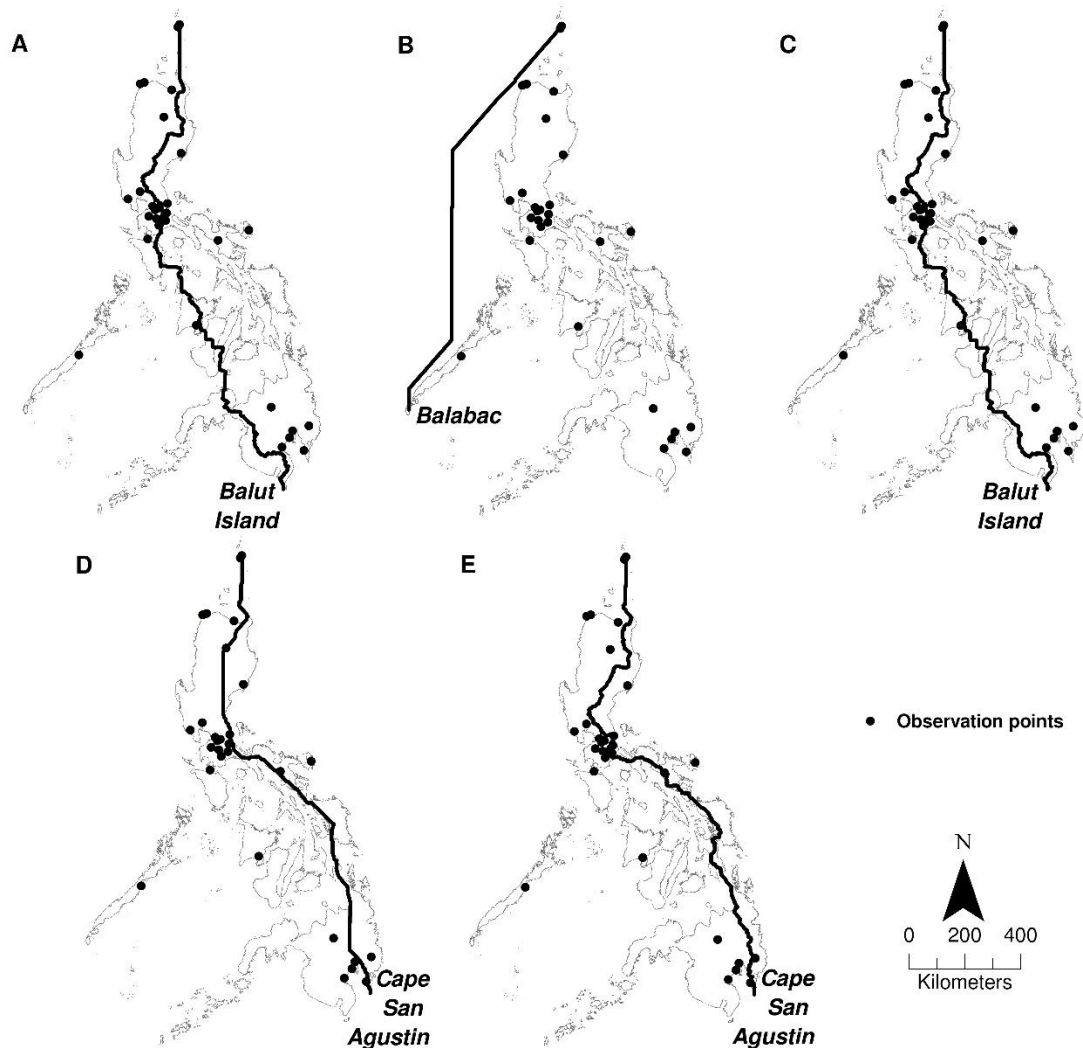 A
B
C
Balabac
Balut
Island
Balut
Island
D
E
Observation points
Cape
San
Agustin
Cape
San
Agustin
N
0 200 400
Kilometers